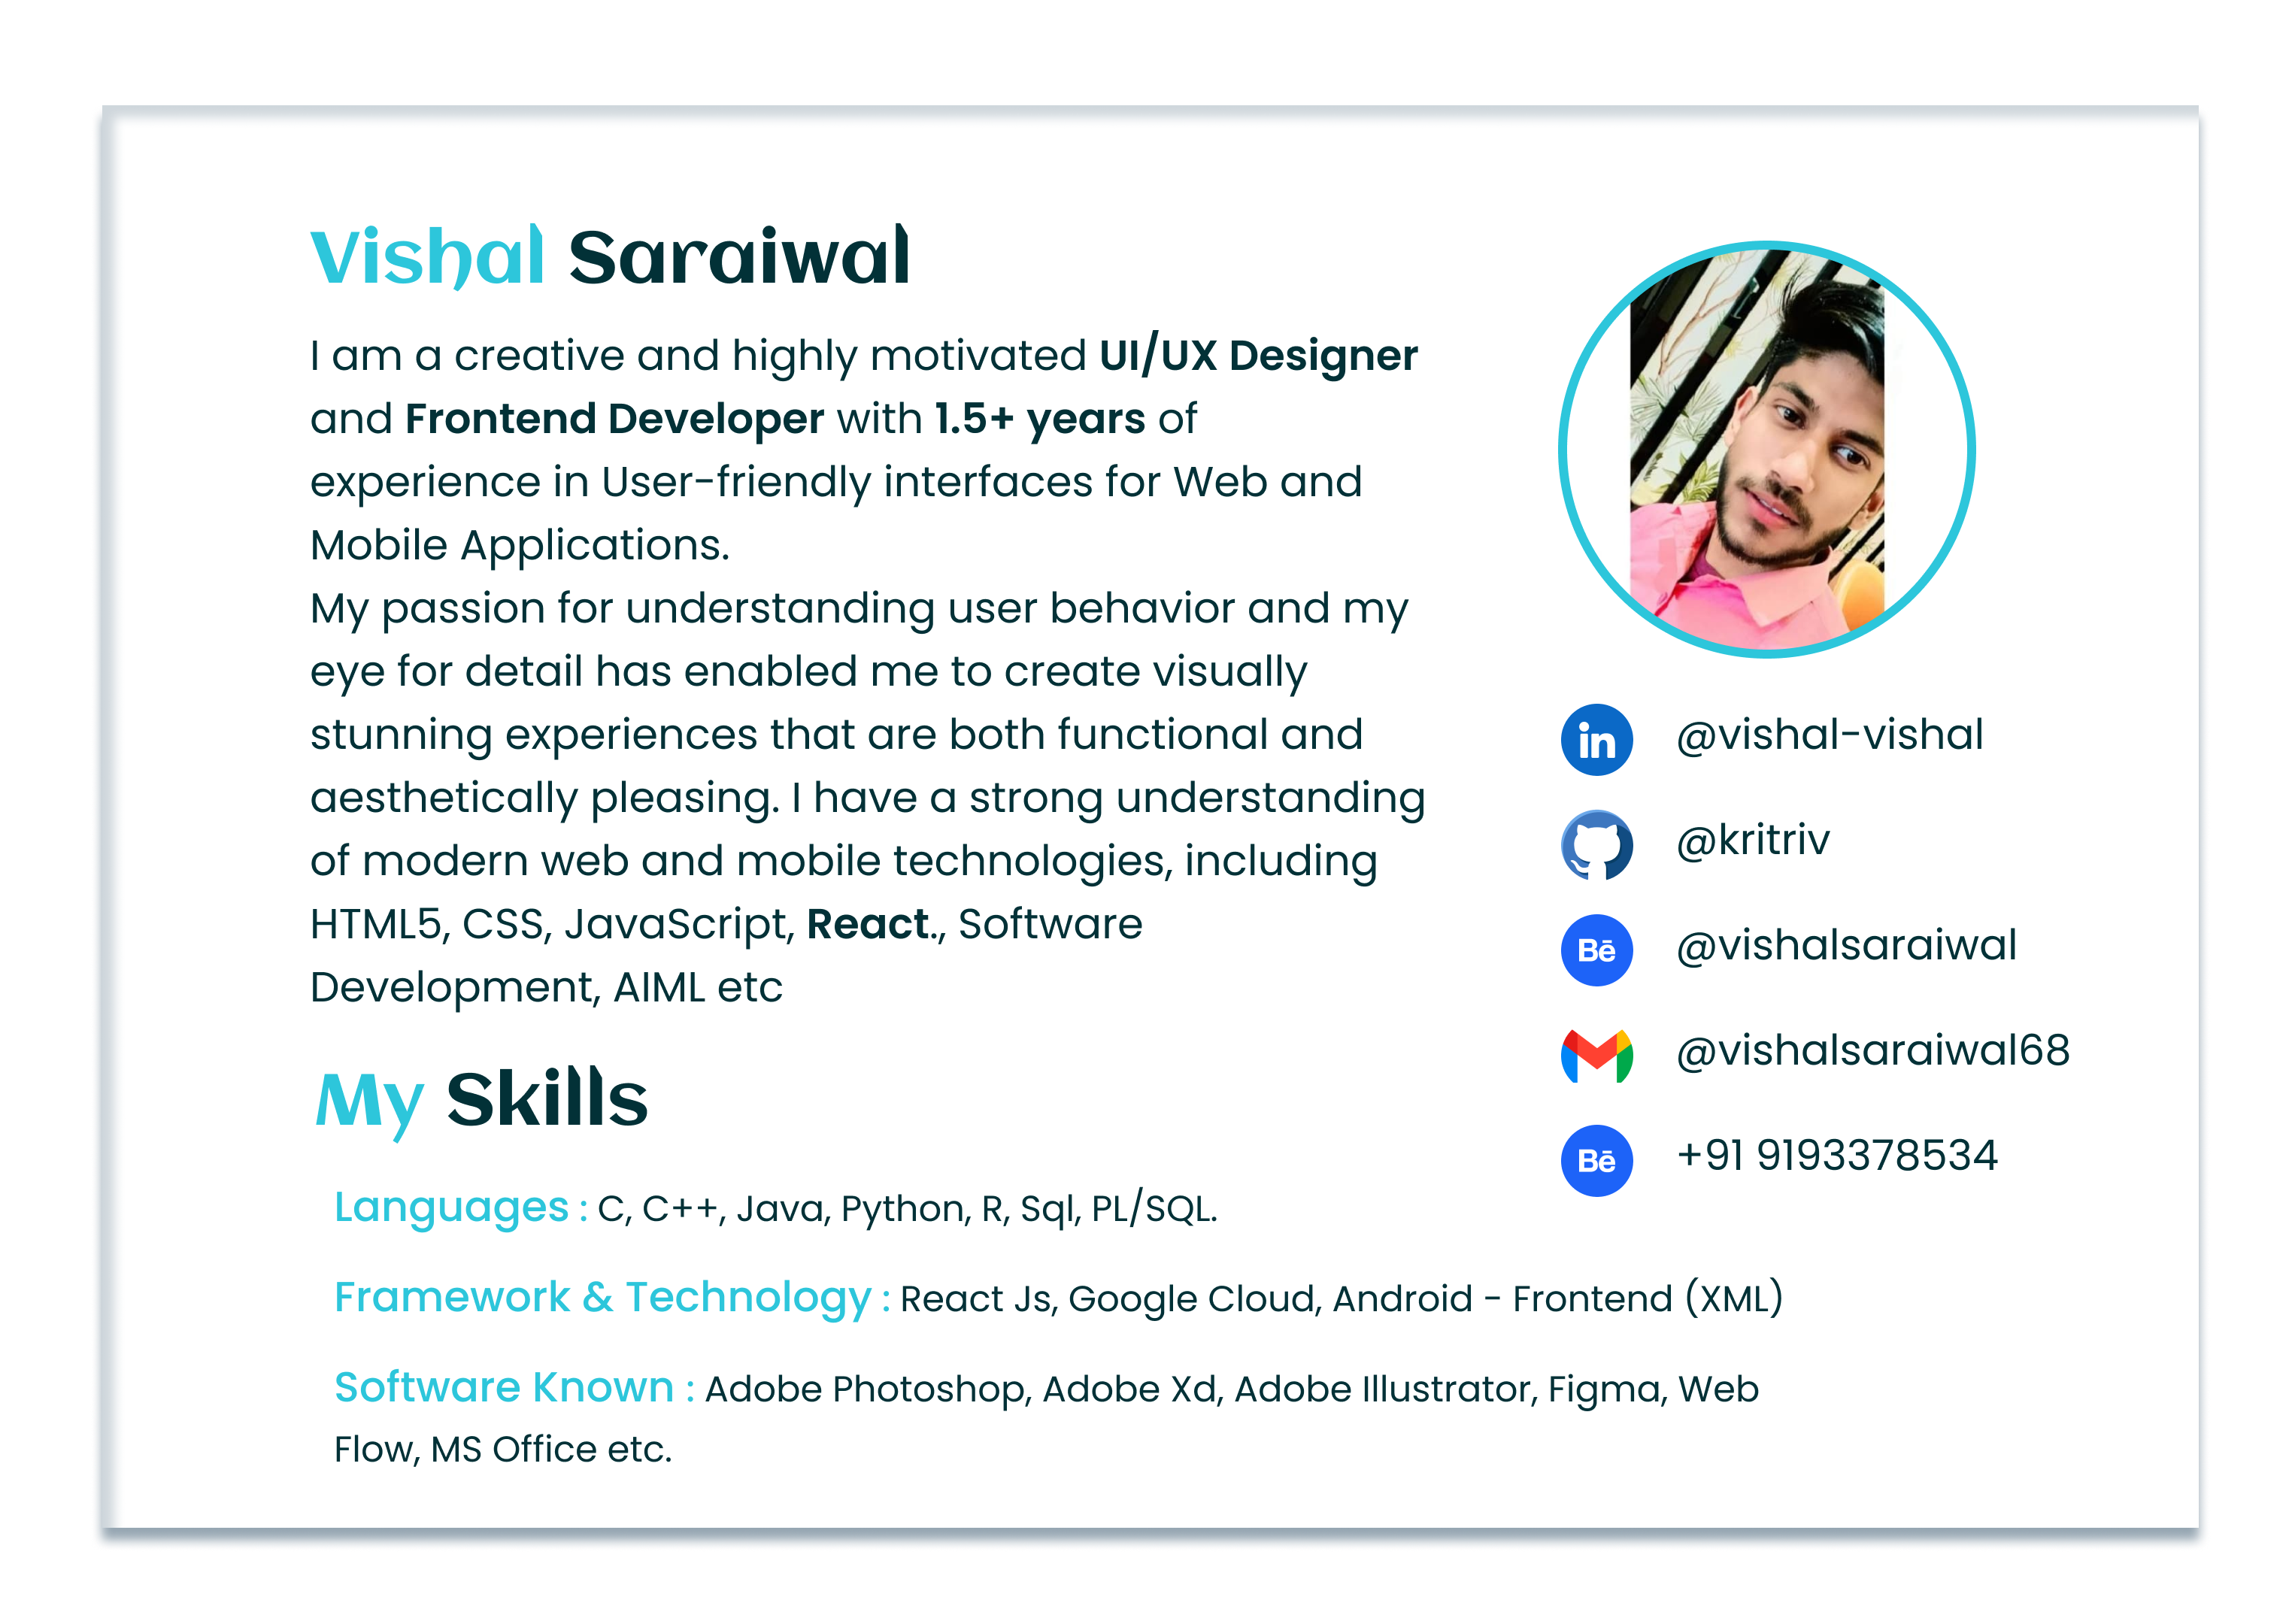 Vishal Saraiwal
I am a creative and highly motivated UI/UX Designer
and Frontend Developer with 1.5+ years of
experience in User-friendly interfaces for Web and
Mobile Applications.
My passion for understanding user behavior and my
eye for detail has enabled me to create visually
stunning experiences that are both functional and
aesthetically pleasing. I have a strong understanding
of modern web and mobile technologies, including
HTML5, CSS, JavaScript, React., Software
Development, AIML etc
My Skills
Languages : C, C++, Java, Python, R, Sql, PL/SQL.
Framework & Technology : React Js, Google Cloud, Android - Frontend (XML)
Software Known : Adobe Photoshop, Adobe Xd, Adobe Illustrator, Figma, Web
Flow, MS Office etc.
in @vishal-vishal
@kritriv
Bē @vishalsaraiwal
M @vishalsaraiwal68
Bē +91 9193378534